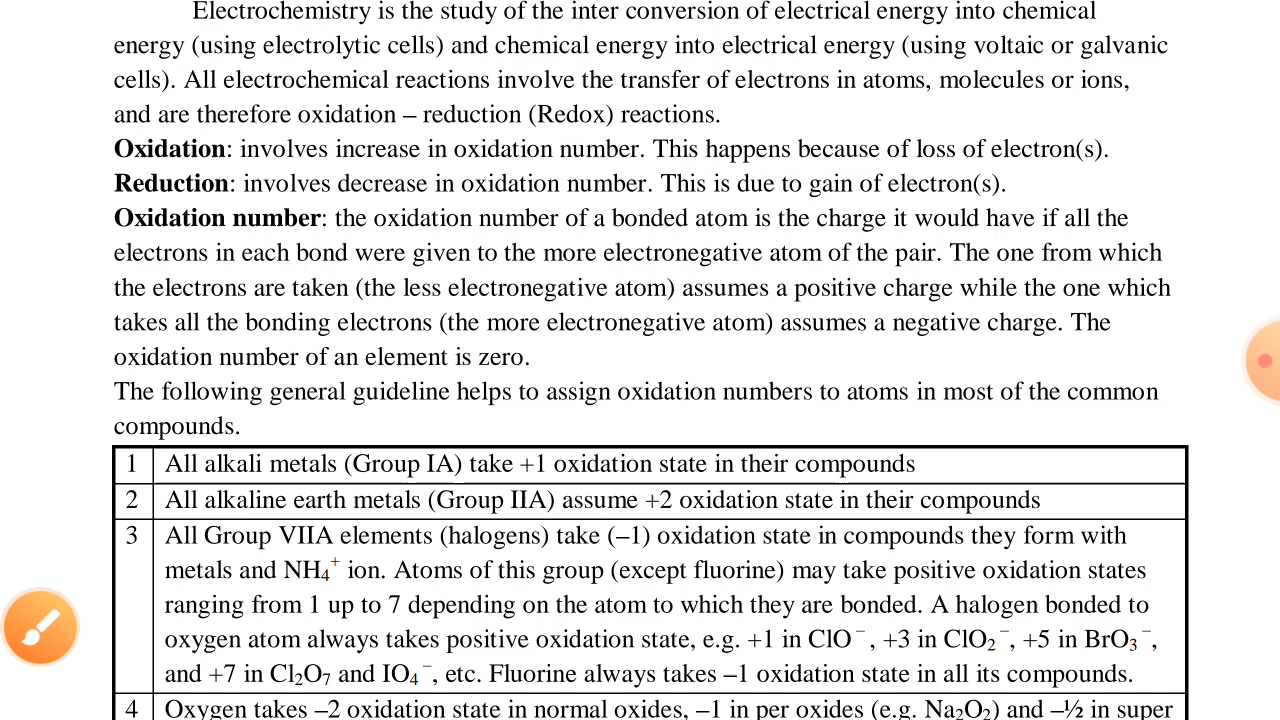 Electrochemistry is the study of the inter conversion of electrical energy into chemical
energy (using electrolytic cells) and chemical energy into electrical energy (using voltaic or galvanic
cells). All electrochemical reactions involve the transfer of electrons in atoms, molecules or ions,
and are therefore oxidation – reduction (Redox) reactions.
Oxidation: involves increase in oxidation number. This happens because of loss of electron(s).
Reduction: involves decrease in oxidation number. This is due to gain of electron(s).
Oxidation number: the oxidation number of a bonded atom is the charge it would have if all the
electrons in each bond were given to the more electronegative atom of the pair. The one from which
the electrons are taken (the less electronegative atom) assumes a positive charge while the one which
takes all the bonding electrons (the more electronegative atom) assumes a negative charge. The
oxidation number of an element is zero.
The following general guideline helps to assign oxidation numbers to atoms in most of the common
compounds.
1 All alkali metals (Group IA) take +1 oxidation state in their compounds
2 All alkaline earth metals (Group IIA) assume +2 oxidation state in their compounds
3 All Group VIIA elements (halogens) take (–1) oxidation state in compounds they form with
metals and NH₄⁺ ion. Atoms of this group (except fluorine) may take positive oxidation states
ranging from 1 up to 7 depending on the atom to which they are bonded. A halogen bonded to
oxygen atom always takes positive oxidation state, e.g. +1 in ClO⁻, +3 in ClO₂⁻, +5 in BrO₃⁻,
and +7 in Cl₂O₇ and IO₄⁻, etc. Fluorine always takes –1 oxidation state in all its compounds.
4 Oxygen takes –2 oxidation state in normal oxides, –1 in per oxides (e.g. Na₂O₂) and –½ in super